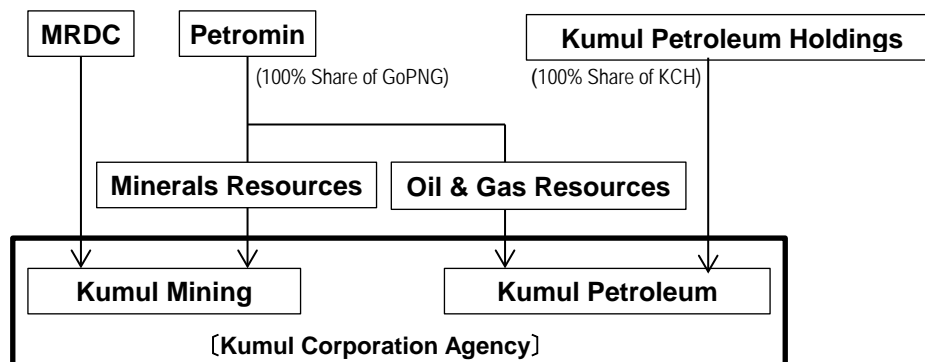 MRDC
Petromin
Kumul Petroleum Holdings
(100% Share of GoPNG)
(100% Share of KCH)
Minerals Resources
Oil & Gas Resources
Kumul Mining
Kumul Petroleum
〔Kumul Corporation Agency〕